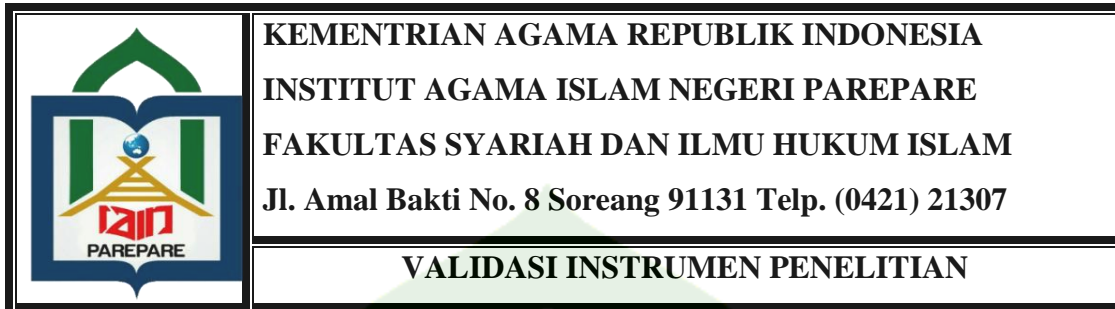 KEMENTRIAN AGAMA REPUBLIK INDONESIA
INSTITUT AGAMA ISLAM NEGERI PAREPARE
FAKULTAS SYARIAH DAN ILMU HUKUM ISLAM
Jl. Amal Bakti No. 8 Soreang 91131 Telp. (0421) 21307
iain
PAREPARE
VALIDASI INSTRUMEN PENELITIAN